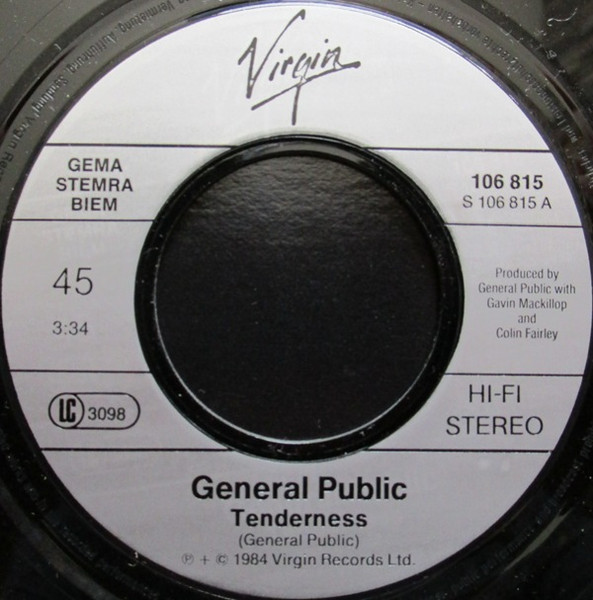 Virgin
GEMA
STEMRA
BIEM
106 815
S 106 815 A
45
3:34
Produced by
General Public with
Gavin Mackillop
and
Colin Fairley
LC 3098
HI-FI
STEREO
General Public
Tenderness
(General Public)
℗ + © 1984 Virgin Records Ltd.